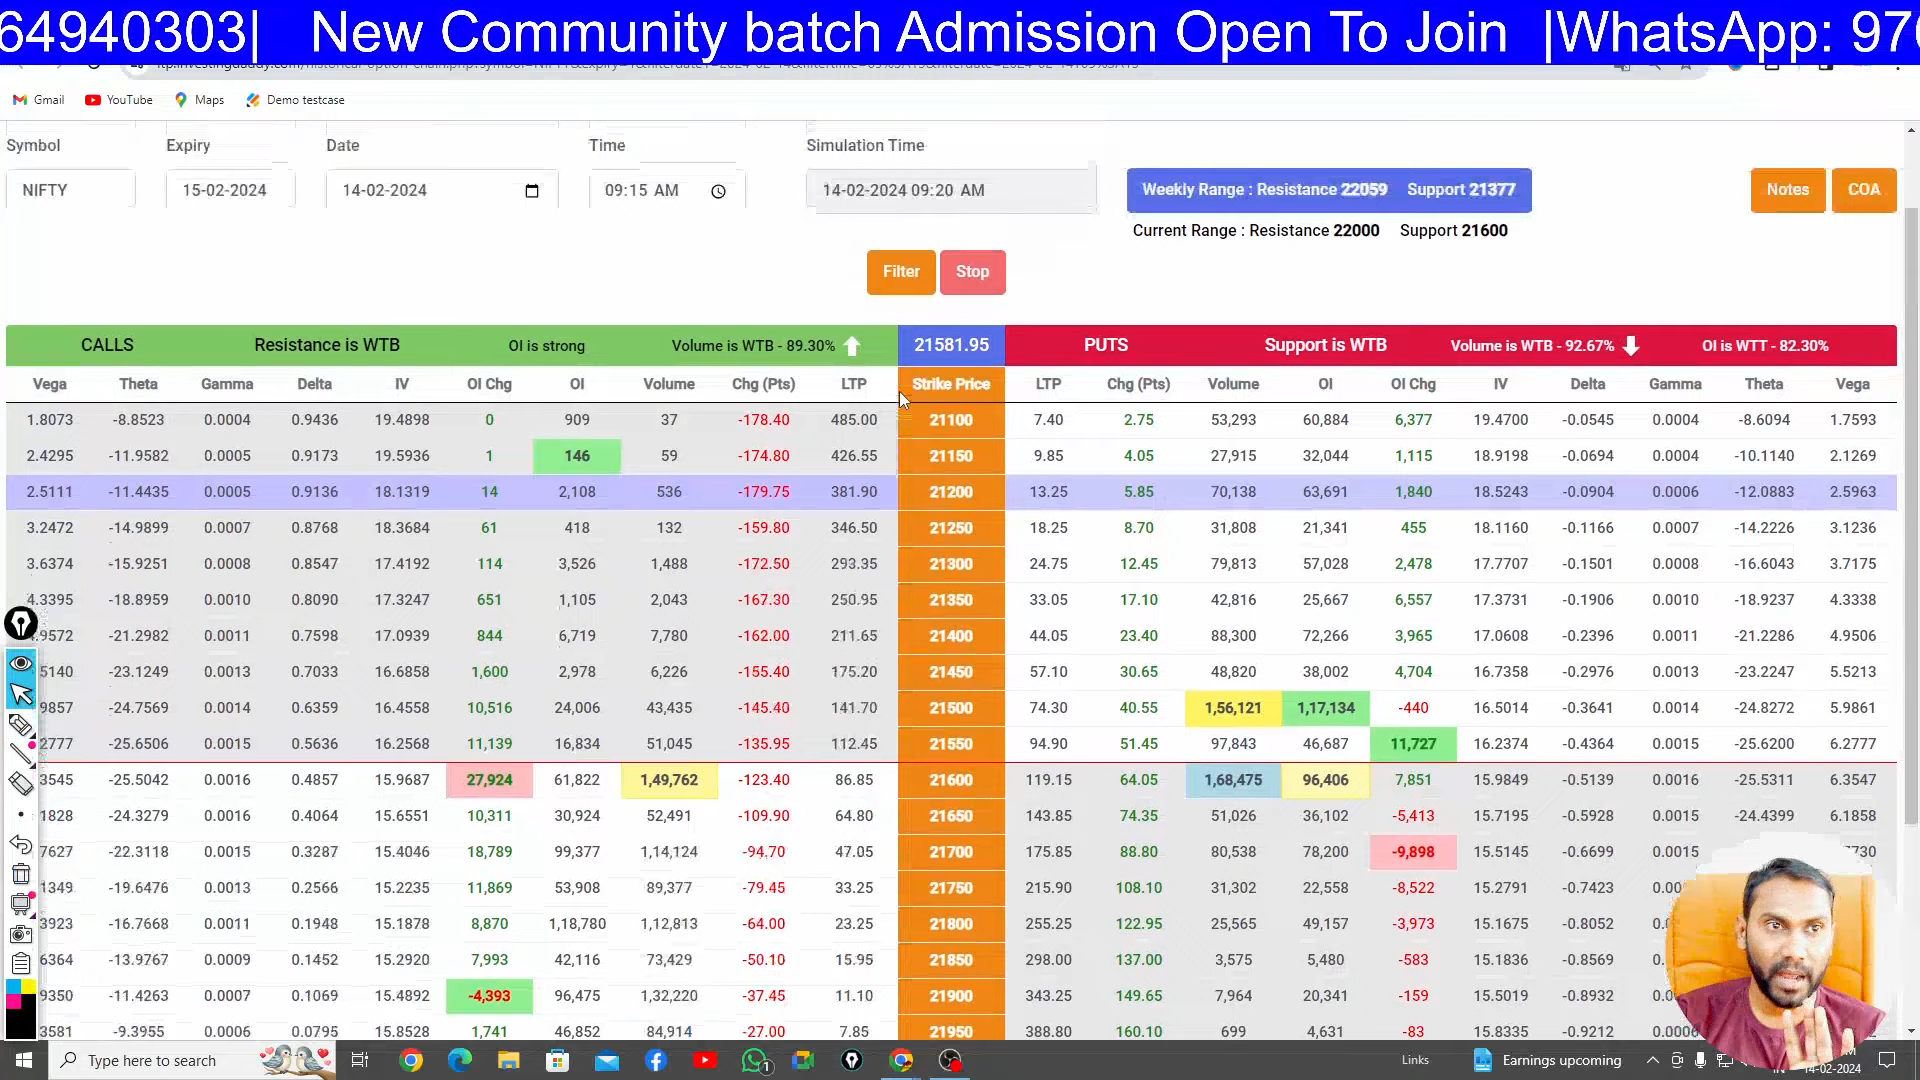 64940303| New Community batch Admission Open To Join |WhatsApp: 97
Gmail YouTube Maps Demo testcase
Symbol Expiry Date Time Simulation Time
NIFTY 15-02-2024 14-02-2024 09:15 AM 14-02-2024 09:20 AM Weekly Range : Resistance 22059 Support 21377 Notes COA
Current Range : Resistance 22000 Support 21600
Filter Stop
CALLS Resistance is WTB OI is strong Volume is WTB - 89.30% 21581.95 PUTS Support is WTB Volume is WTB - 92.67% OI is WTT - 82.30%
Vega Theta Gamma Delta IV OI Chg OI Volume Chg (Pts) LTP Strike Price LTP Chg (Pts) Volume OI OI Chg IV Delta Gamma Theta Vega
1.8073 -8.8523 0.0004 0.9436 19.4898 0 909 37 -178.40 485.00 21100 7.40 2.75 53,293 60,884 6,377 19.4700 -0.0545 0.0004 -8.6094 1.7593
2.4295 -11.9582 0.0005 0.9173 19.5936 1 146 59 -174.80 426.55 21150 9.85 4.05 27,915 32,044 1,115 18.9198 -0.0694 0.0004 -10.1140 2.1269
2.5111 -11.4435 0.0005 0.9136 18.1319 14 2,108 536 -179.75 381.90 21200 13.25 5.85 70,138 63,691 1,840 18.5243 -0.0904 0.0006 -12.0883 2.5963
3.2472 -14.9899 0.0007 0.8768 18.3684 61 418 132 -159.80 346.50 21250 18.25 8.70 31,808 21,341 455 18.1160 -0.1166 0.0007 -14.2226 3.1236
3.6374 -15.9251 0.0008 0.8547 17.4192 114 3,526 1,488 -172.50 293.35 21300 24.75 12.45 79,813 57,028 2,478 17.7707 -0.1501 0.0008 -16.6043 3.7175
4.3395 -18.8959 0.0010 0.8090 17.3247 651 1,105 2,043 -167.30 250.95 21350 33.05 17.10 42,816 25,667 6,557 17.3731 -0.1906 0.0010 -18.9237 4.3338
.9572 -21.2982 0.0011 0.7598 17.0939 844 6,719 7,780 -162.00 211.65 21400 44.05 23.40 88,300 72,266 3,965 17.0608 -0.2396 0.0011 -21.2286 4.9506
5140 -23.1249 0.0013 0.7033 16.6858 1,600 2,978 6,226 -155.40 175.20 21450 57.10 30.65 48,820 38,002 4,704 16.7358 -0.2976 0.0013 -23.2247 5.5213
9857 -24.7569 0.0014 0.6359 16.4558 10,516 24,006 43,435 -145.40 141.70 21500 74.30 40.55 1,56,121 1,17,134 -440 16.5014 -0.3641 0.0014 -24.8272 5.9861
2777 -25.6506 0.0015 0.5636 16.2568 11,139 16,834 51,045 -135.95 112.45 21550 94.90 51.45 97,843 46,687 11,727 16.2374 -0.4364 0.0015 -25.6200 6.2777
3545 -25.5042 0.0016 0.4857 15.9687 27,924 61,822 1,49,762 -123.40 86.85 21600 119.15 64.05 1,68,475 96,406 7,851 15.9849 -0.5139 0.0016 -25.5311 6.3547
1828 -24.3279 0.0016 0.4064 15.6551 10,311 30,924 52,491 -109.90 64.80 21650 143.85 74.35 51,026 36,102 -5,413 15.7195 -0.5928 0.0015 -24.4399 6.1858
7627 -22.3118 0.0015 0.3287 15.4046 18,789 99,377 1,14,124 -94.70 47.05 21700 175.85 88.80 80,538 78,200 -9,898 15.5145 -0.6699 0.0015 7730
1349 -19.6476 0.0013 0.2566 15.2235 11,869 53,908 89,377 -79.45 33.25 21750 215.90 108.10 31,302 22,558 -8,522 15.2791 -0.7423 0.00
3923 -16.7668 0.0011 0.1948 15.1878 8,870 1,18,780 1,12,813 -64.00 23.25 21800 255.25 122.95 25,565 49,157 -3,973 15.1675 -0.8052 0.0
6364 -13.9767 0.0009 0.1452 15.2920 7,993 42,116 73,429 -50.10 15.95 21850 298.00 137.00 3,575 5,480 -583 15.1836 -0.8569 0.
9350 -11.4263 0.0007 0.1069 15.4892 -4,393 96,475 1,32,220 -37.45 11.10 21900 343.25 149.65 7,964 20,341 -159 15.5019 -0.8932 0.0
3581 -9.3955 0.0006 0.0795 15.8528 1,741 46,852 84,914 -27.00 7.85 21950 388.80 160.10 699 4,631 -83 15.8335 -0.9212 0.0006
Type here to search 1 Links Earnings upcoming 14-02-2024